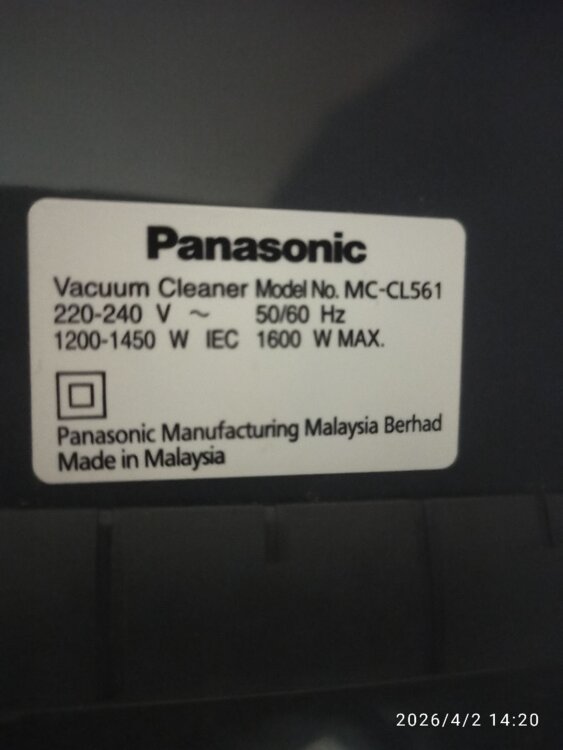 Panasonic
Vacuum Cleaner Model No. MC-CL561
220-240 V ~ 50/60 Hz
1200-1450 W IEC 1600 W MAX.
Panasonic Manufacturing Malaysia Berhad
Made in Malaysia
2026/4/2 14:20